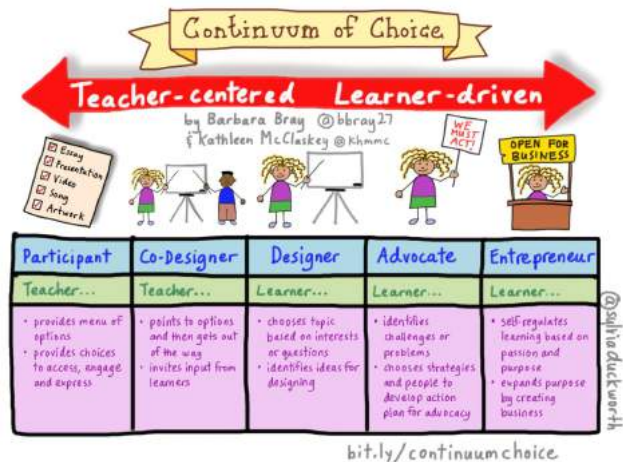 Continuum of Choice
Teacher-centered Learner-driven
by Barbara Bray @bbray27
& Kathleen McClaskey @khmmc
Essay
Presentation
Video
Song
Artwork
WE
MUST
ACT!
OPEN FOR
BUSINESS
Participant
Co-Designer
Designer
Advocate
Entrepreneur
Teacher...
Teacher...
Learner...
Learner...
Learner...
• provides menu of
options
• provides choices
to access, engage
and express
• points to options
and then gets out
of the way
• invites input from
learners
• chooses topic
based on interests
or questions
• identifies ideas for
designing
• identifies
challenges or
problems
• chooses strategies
and people to
develop action
plan for advocacy
• self-regulates
learning based on
passion and
purpose
• expands purpose
by creating
business
@sylviaduckworth
bit.ly/continuumchoice